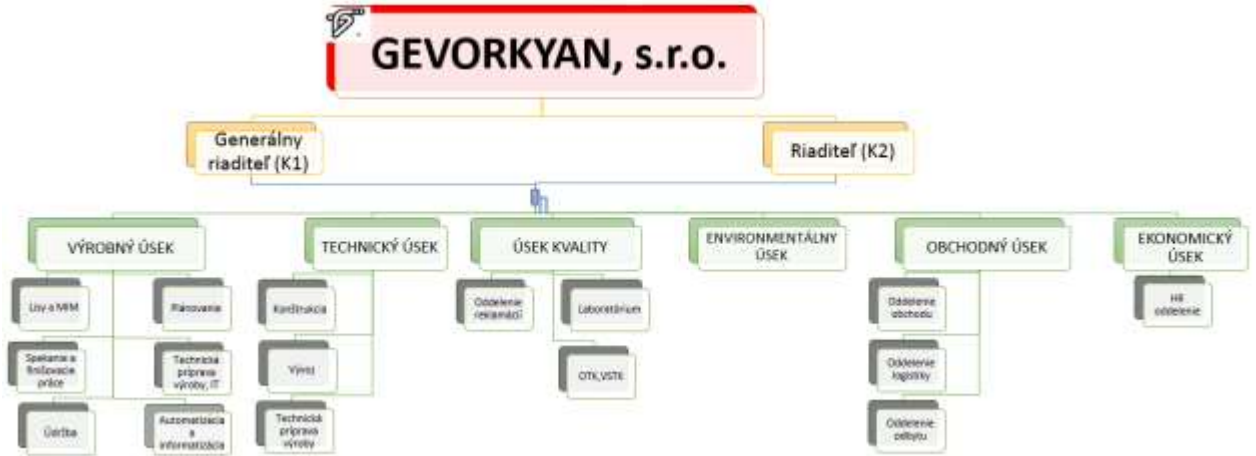 GEVORKYAN, s.r.o.
Generálny
riaditeľ (K1)
Riaditeľ (K2)
VÝROBNÝ ÚSEK
TECHNICKÝ ÚSEK
ÚSEK KVALITY
ENVIRONMENTÁLNY
ÚSEK
OBCHODNÝ ÚSEK
EKONOMICKÝ
ÚSEK
Lisy a MIM
Plánovanie
Spekanie a
finišovacie
práce
Technická
príprava
výroby, IT
Údržba
Automatizácia
a
informatizácia
Konštrukcia
Vývoj
Technická
príprava
výroby
Oddelenie
reklamácií
Laboratórium
OTK,VSTK
Oddelenie
obchodu
Oddelenie
logistiky
Oddelenie
odbytu
HR
oddelenie